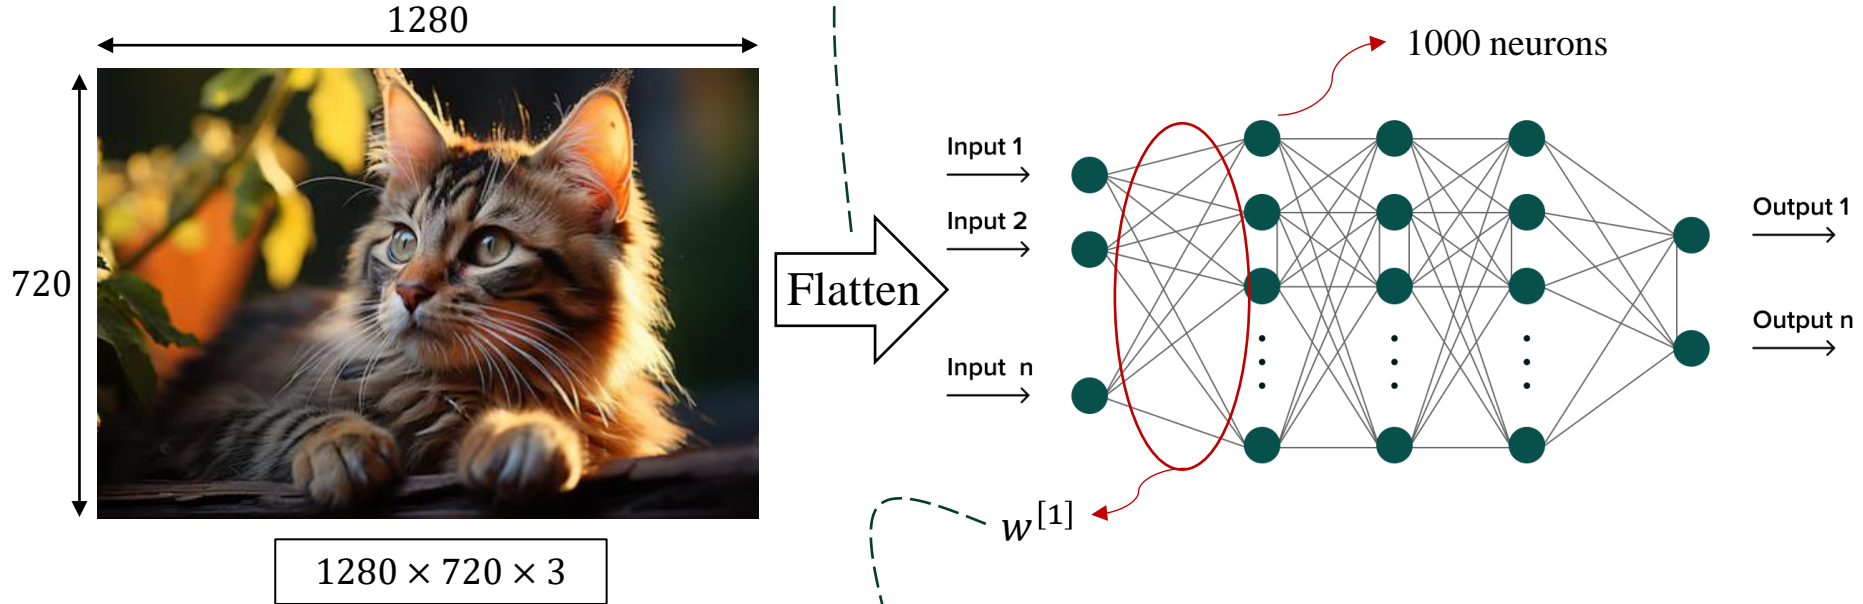 1280
720
1280 × 720 × 3
Flatten
1000 neurons
Input 1
Input 2
Input n
w[1]
Output 1
Output n